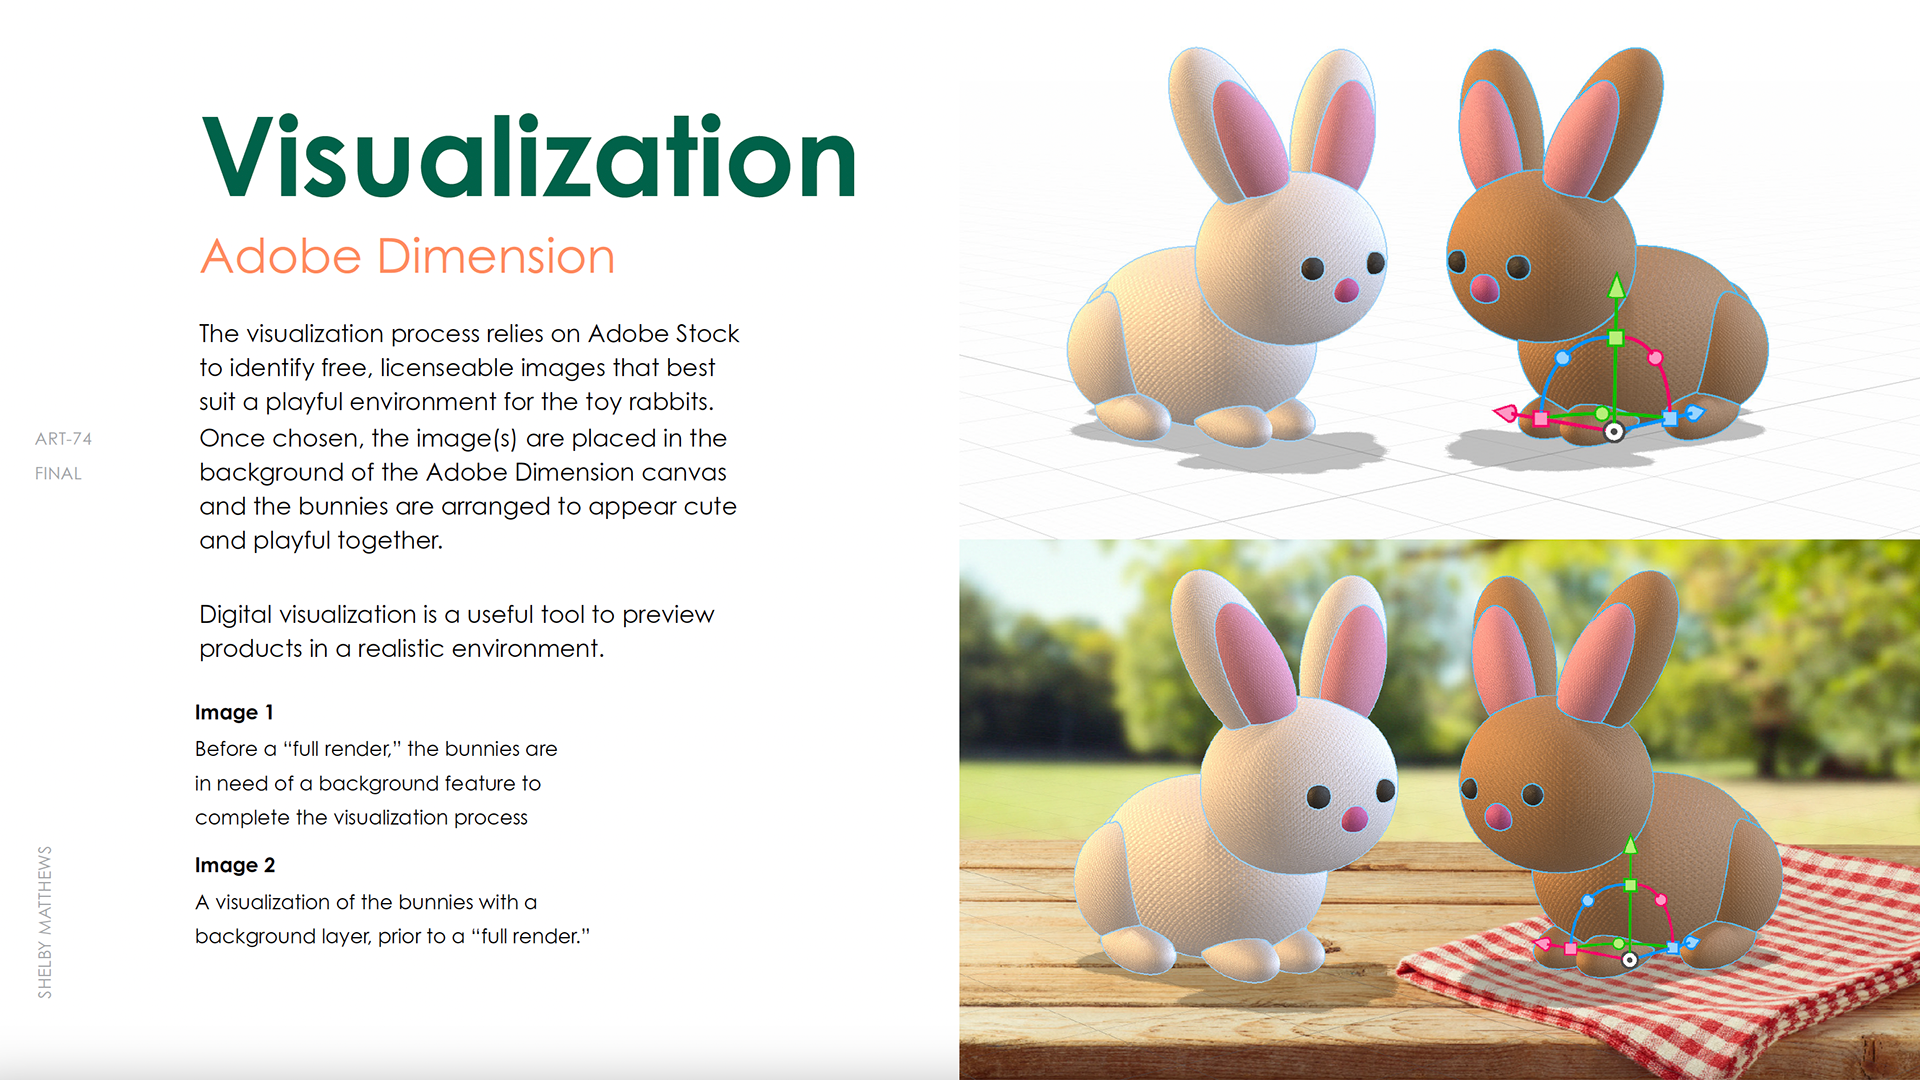 Visualization
Adobe Dimension
The visualization process relies on Adobe Stock
to identify free, licenseable images that best
suit a playful environment for the toy rabbits.
Once chosen, the image(s) are placed in the
background of the Adobe Dimension canvas
and the bunnies are arranged to appear cute
and playful together.
Digital visualization is a useful tool to preview
products in a realistic environment.
Image 1
Before a “full render,” the bunnies are
in need of a background feature to
complete the visualization process
Image 2
A visualization of the bunnies with a
background layer, prior to a “full render.”
ART-74
FINAL
SHELBY MATTHEWS